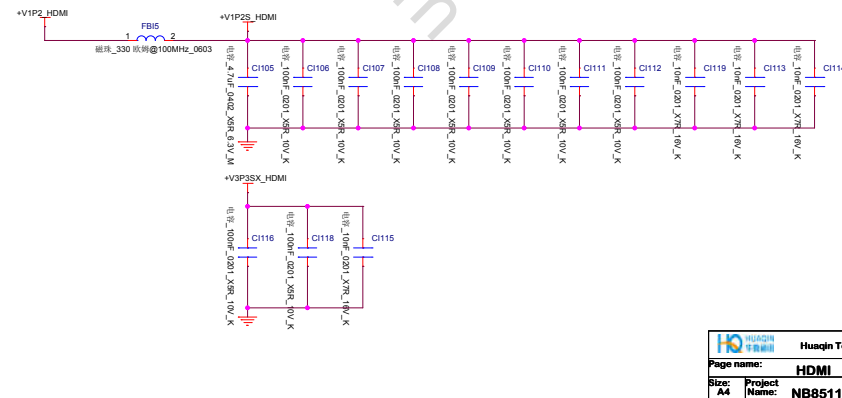 +V1P2_HDMI
+V1P2S_HDMI
FBI5
1 2
磁珠_330 欧姆@100MHz_0603
CI105
电容_4.7uF_0402_X5R_6.3V_M
CI106
电容_100nF_0201_X5R_10V_K
CI107
电容_100nF_0201_X5R_10V_K
CI108
电容_100nF_0201_X5R_10V_K
CI109
电容_100nF_0201_X5R_10V_K
CI110
电容_100nF_0201_X5R_10V_K
CI111
电容_100nF_0201_X5R_10V_K
CI112
电容_100nF_0201_X5R_10V_K
CI119
电容_10nF_0201_X7R_16V_K
CI113
电容_10nF_0201_X7R_16V_K
CI114
电容_10nF_0201_X7R_16V_K
+V3P3SX_HDMI
CI116
电容_100nF_0201_X5R_10V_K
CI118
电容_100nF_0201_X5R_10V_K
CI115
电容_10nF_0201_X7R_16V_K
HQ HUAQIN
Huaqin
Page name: HDMI
Size: A4
Project Name: NB8511